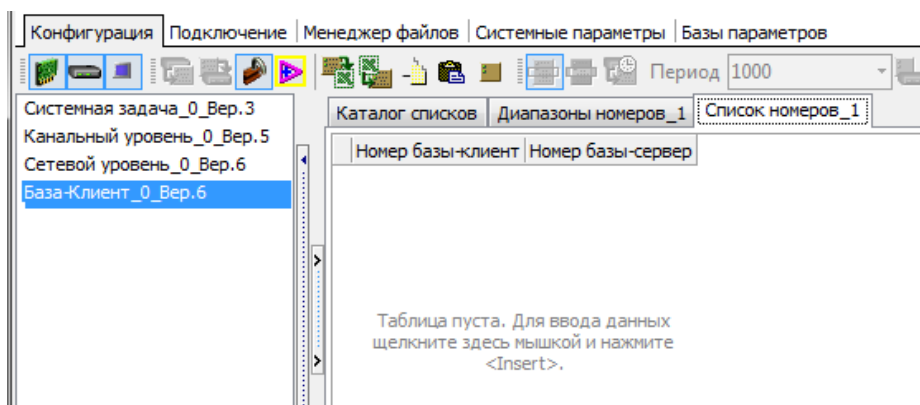 Конфигурация Подключение Менеджер файлов Системные параметры Базы параметров
Период 1000
Системная задача_0_Вер.3
Канальный уровень_0_Вер.5
Сетевой уровень_0_Вер.6
База-Клиент_0_Вер.6
Каталог списков Диапазоны номеров_1 Список номеров_1
Номер базы-клиент Номер базы-сервер
Таблица пуста. Для ввода данных
щелкните здесь мышкой и нажмите
<Insert>.